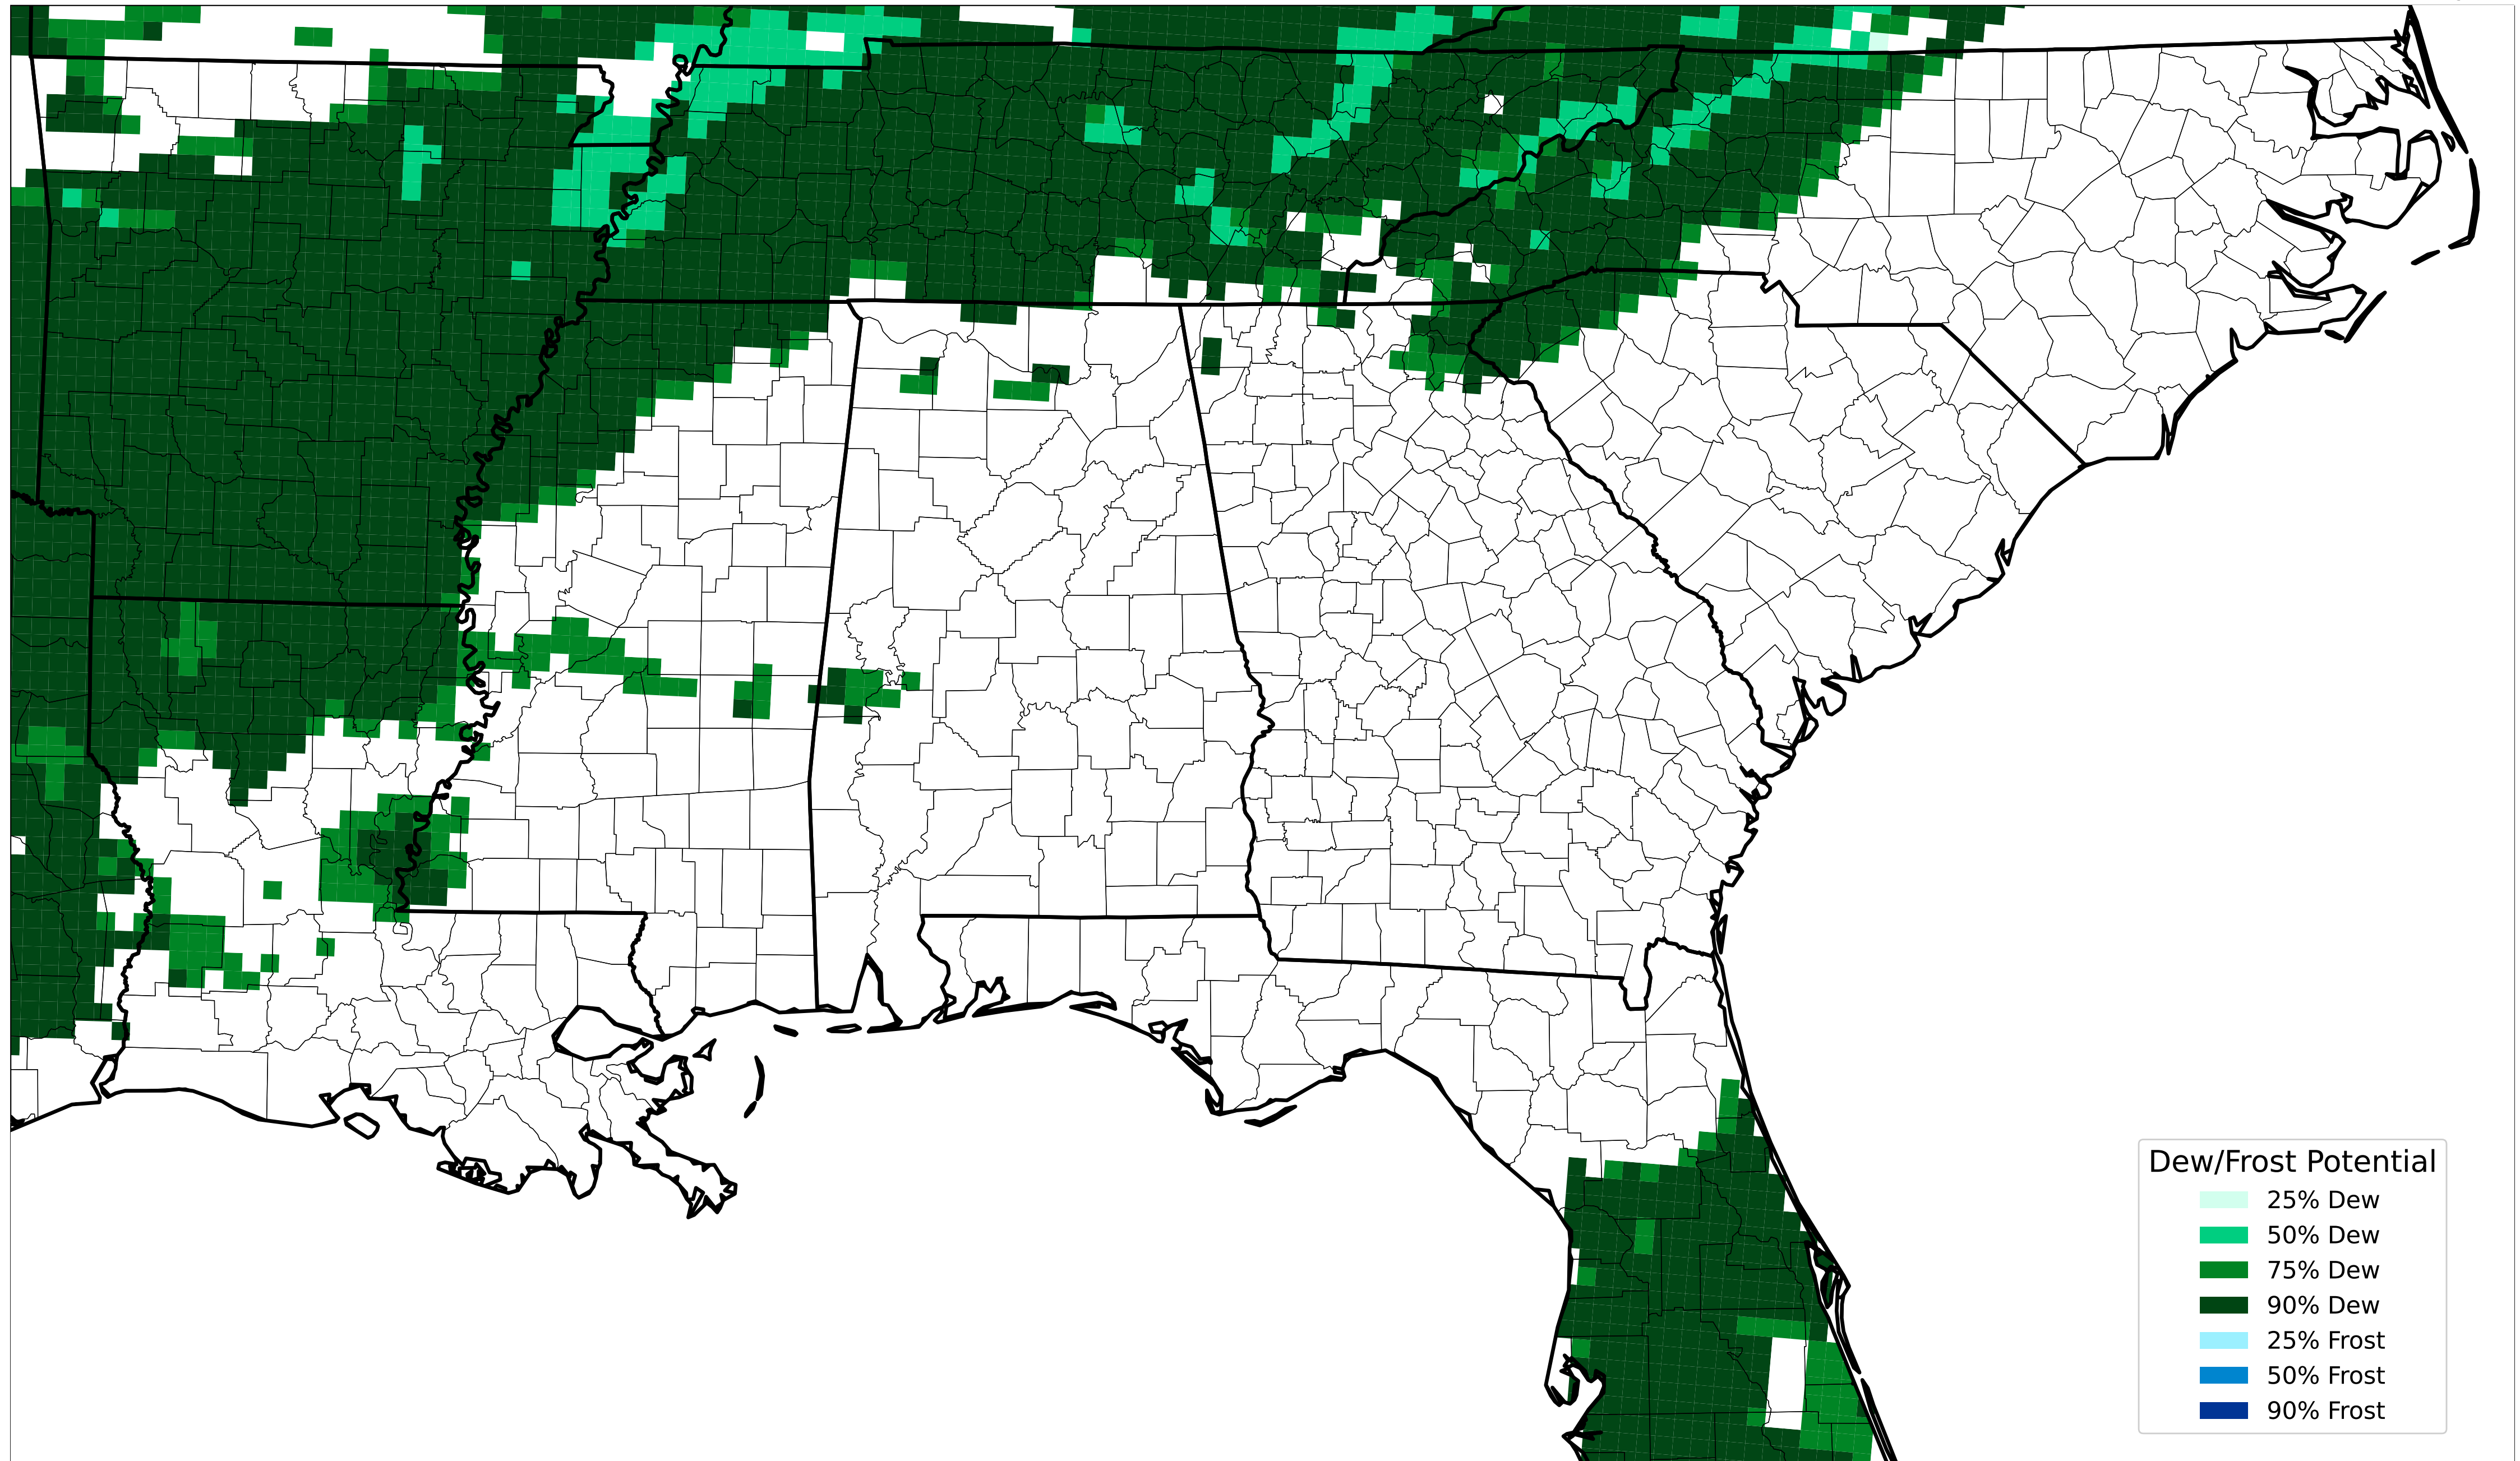 Dew/Frost Potential
25% Dew
50% Dew
75% Dew
90% Dew
25% Frost
50% Frost
90% Frost